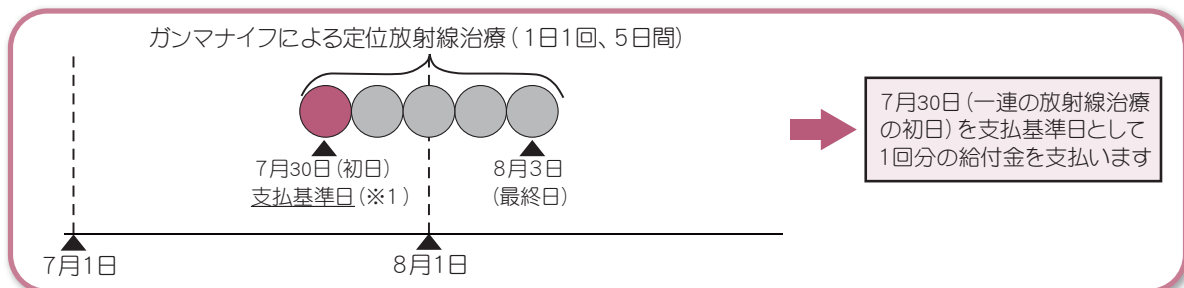 ガンマナイフによる定位放射線治療(1日1回、5日間)
7月30日(初日)
支払基準日(※1)
8月3日
(最終日)
7月1日
8月1日
7月30日(一連の放射線治療
の初日)を支払基準日として
1回分の給付金を支払います